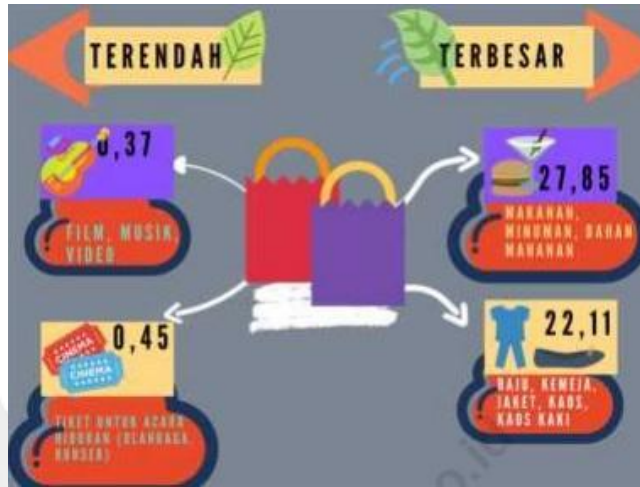 TERENDAH
TERBESAR
0,37
FILM, MUSIK,
VIDEO
27,85
MAKANAN,
MINUMAN, BAHAN
MAKANAN
0,45
CINEMA
CINEMA
TIKET UNTUK ACARA
HIBURAN (OLAHRAGA,
KONSER)
22,11
BAJU, KEMEJA,
JAKET, KAOS,
KAOS KAKI